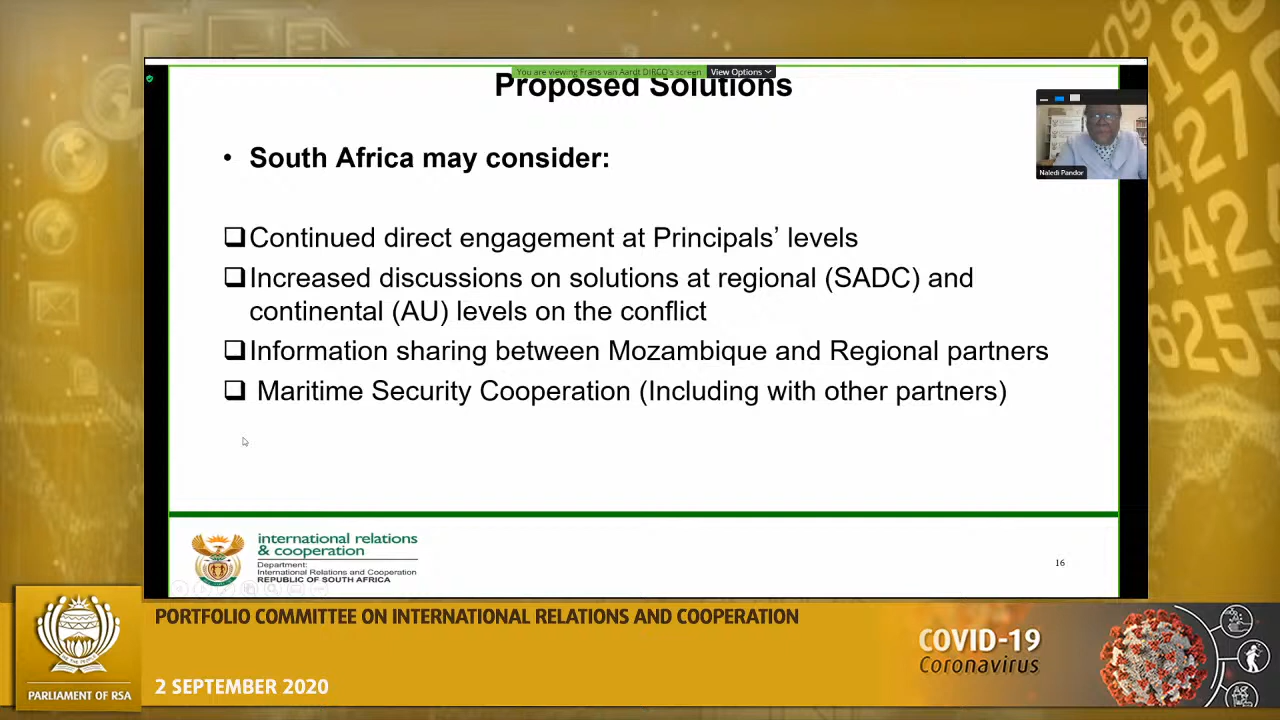 You are viewing Frans van Aardt DIRCO's screen
View Options
Proposed Solutions
• South Africa may consider:
Naledi Pandor
❑ Continued direct engagement at Principals’ levels
❑ Increased discussions on solutions at regional (SADC) and
continental (AU) levels on the conflict
❑ Information sharing between Mozambique and Regional partners
❑ Maritime Security Cooperation (Including with other partners)
international relations
& cooperation
Department:
International Relations and Cooperation
REPUBLIC OF SOUTH AFRICA
16
PORTFOLIO COMMITTEE ON INTERNATIONAL RELATIONS AND COOPERATION
2 SEPTEMBER 2020
PARLIAMENT OF RSA
COVID-19
Coronavirus